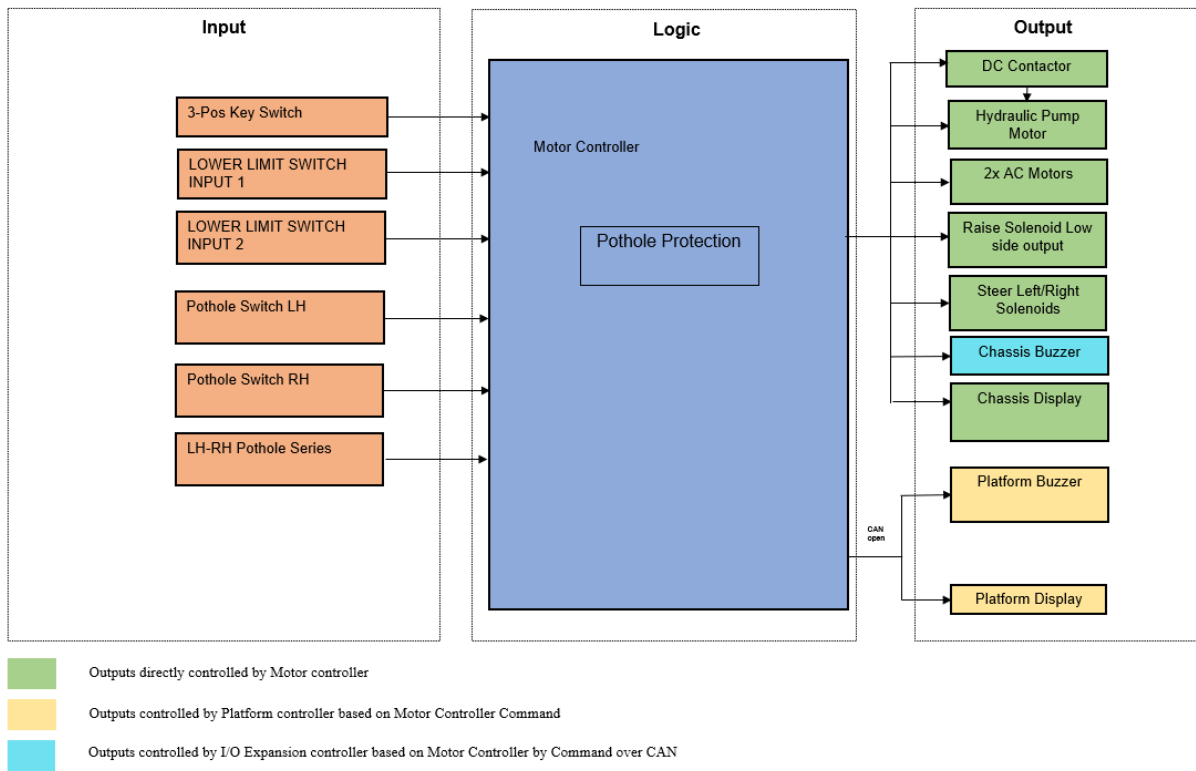 Input
Logic
Output
3-Pos Key Switch
LOWER LIMIT SWITCH
INPUT 1
LOWER LIMIT SWITCH
INPUT 2
Pothole Switch LH
Pothole Switch RH
LH-RH Pothole Series
Motor Controller
Pothole Protection
DC Contactor
Hydraulic Pump
Motor
2x AC Motors
Raise Solenoid Low
side output
Steer Left/Right
Solenoids
Chassis Buzzer
Chassis Display
CAN
open
Platform Buzzer
Platform Display
Outputs directly controlled by Motor controller
Outputs controlled by Platform controller based on Motor Controller Command
Outputs controlled by I/O Expansion controller based on Motor Controller by Command over CAN